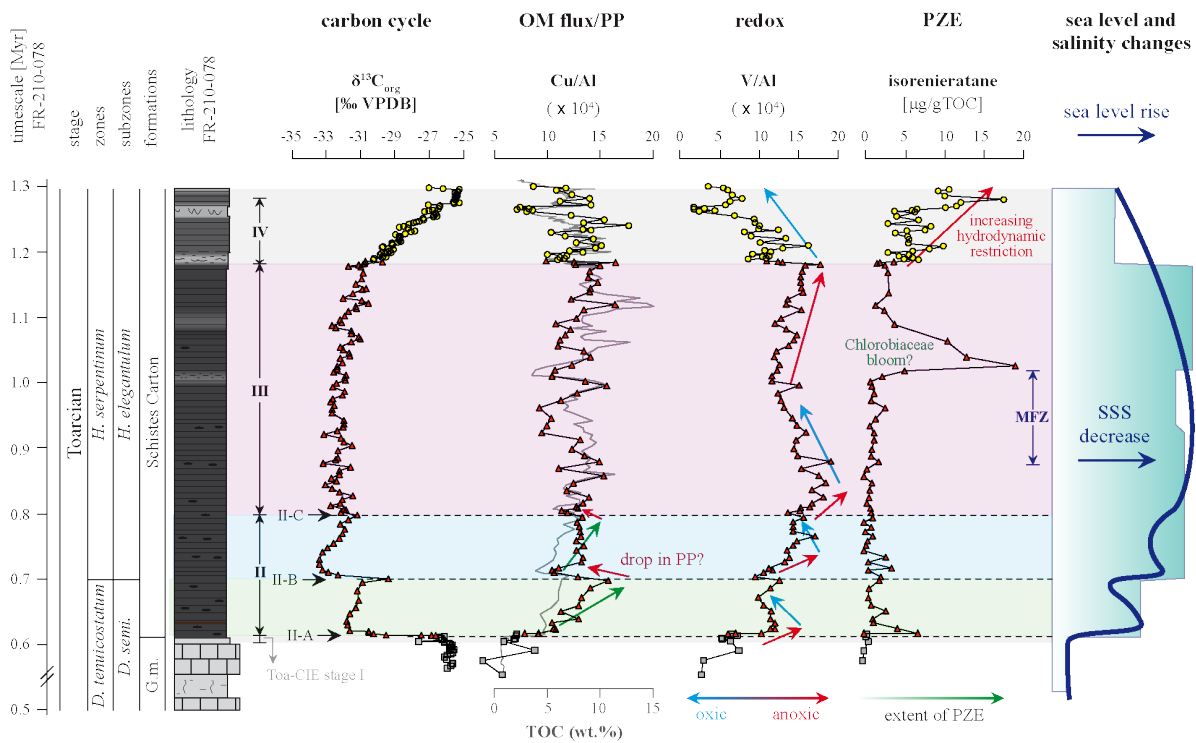 carbon cycle
OM flux/PP
redox
PZE
sea level and
salinity changes
timescale [Myr]
FR-210-078
stage
zones
subzones
formations
lithology
FR-210-078
δ¹³Corg
[‰ VPDB]
Cu/Al
(x 10⁴)
V/Al
(x 10⁴)
isorenieratane
[µg/gTOC]
sea level rise
-35 -33 -31 -29 -27 -25
0 5 10 15 20
0 5 10 15 20
0 5 10 15 20
1.3
1.2
1.1
1.0
0.9
0.8
0.7
0.6
0.5
Toarcian
D. tenuicostatum
H. serpentinum
D. semi.
H. elegantulum
G.m.
Schistes Carton
IV
III
II
II-C
II-B
II-A
Toa-CIE stage I
increasing
hydrodynamic
restriction
Chlorobiaceae
bloom?
MFZ
SSS
decrease
drop in PP?
0 5 10 15
TOC (wt.%)
oxic anoxic
extent of PZE